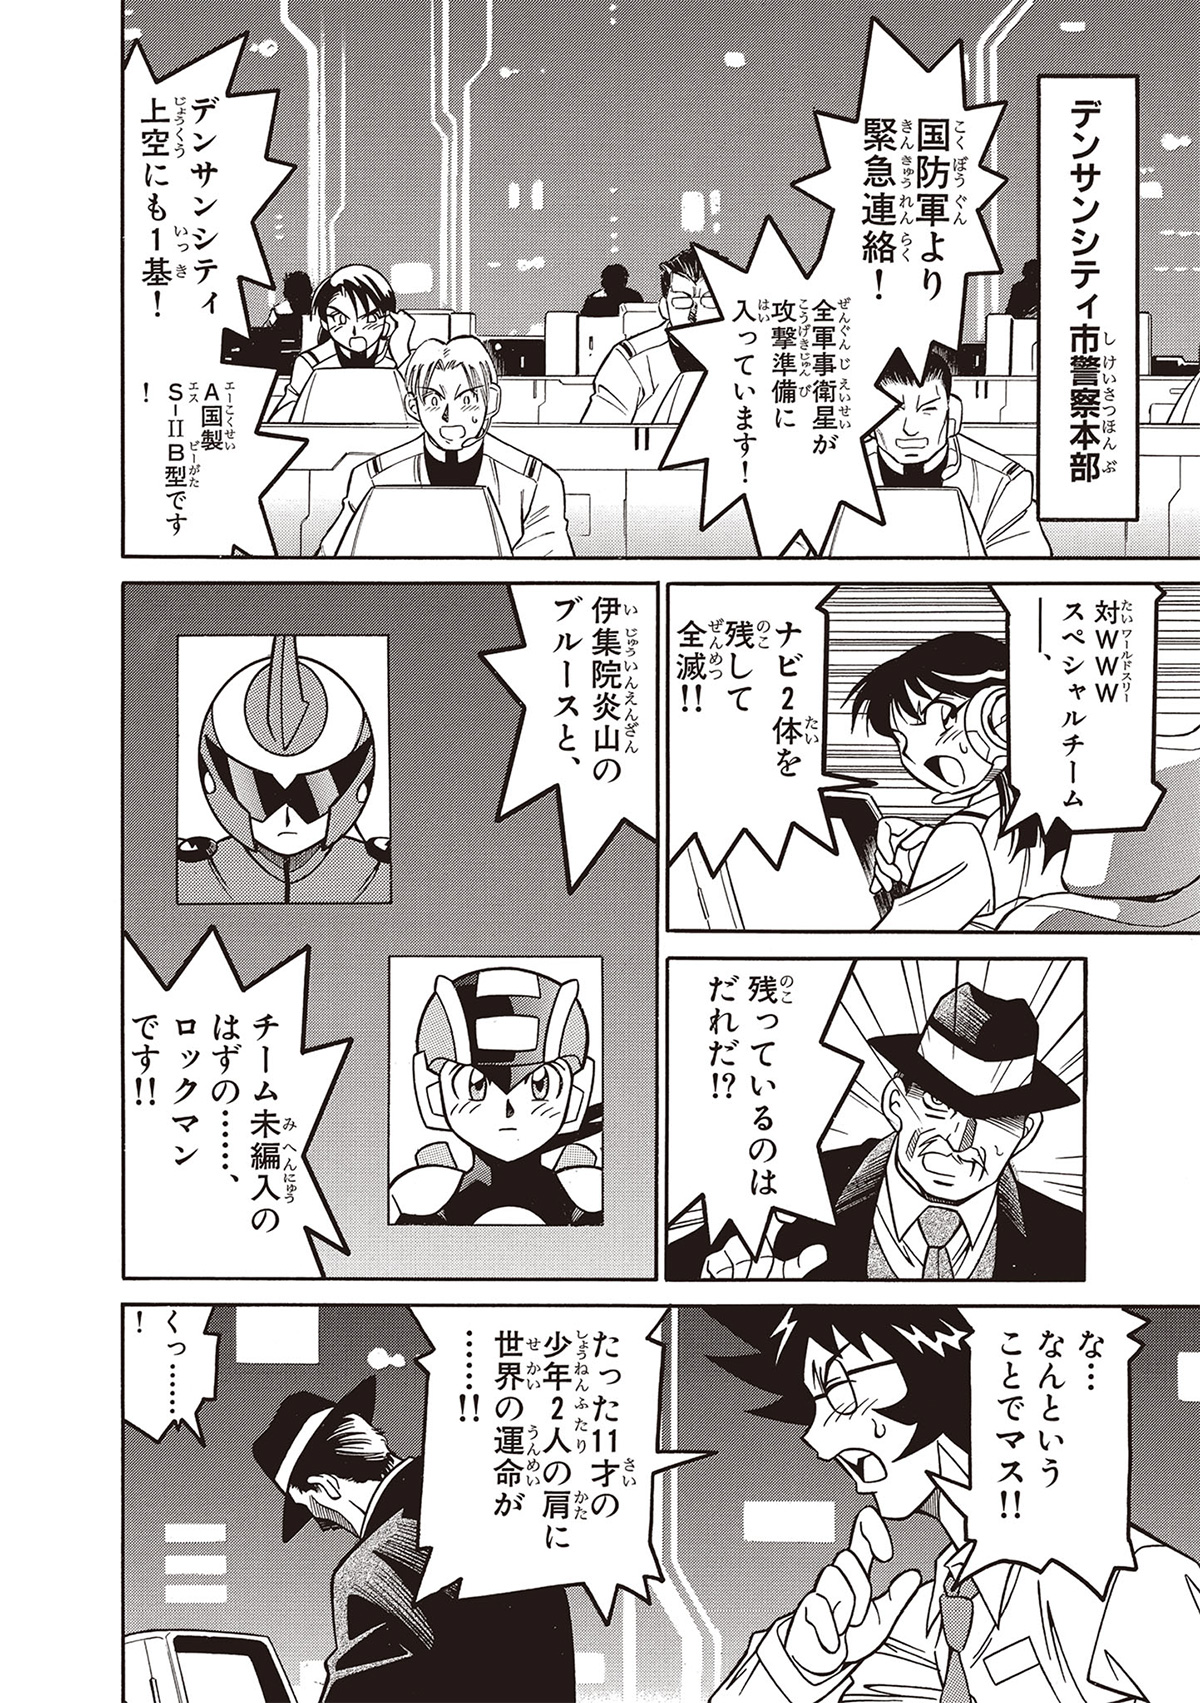 デンサンシティ市警察本部
国防軍より
緊急連絡！
全軍事衛星が
攻撃準備に
入っています！
デンサンシティ
上空にも1基！
A国製
S-IIB型です
！
対WWW
スペシャルチーム
――、
ナビ2体を
残して
全滅!!
残っているのは
だれだ!?
伊集院炎山の
ブルースと、
チーム未編入の
はずの……、
ロックマン
です!!
な…
なんという
ことでマス!!
たった11才の
少年2人の肩に
世界の運命が
……!!
くっ……
！